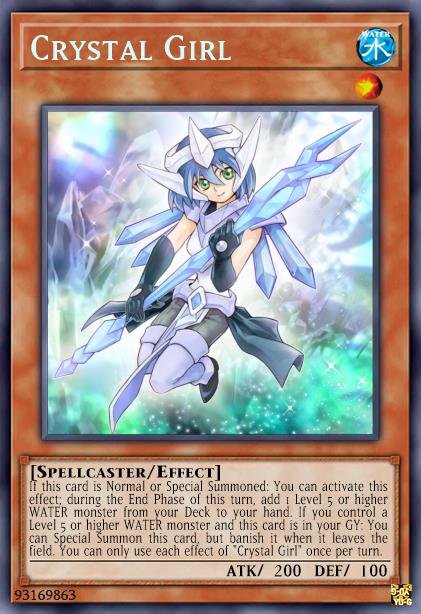 Crystal Girl
WATER
水
[Spellcaster/Effect]
If this card is Normal or Special Summoned: You can activate this
effect; during the End Phase of this turn, add 1 Level 5 or higher
WATER monster from your Deck to your hand. If you control a
Level 5 or higher WATER monster and this card is in your GY: You
can Special Summon this card, but banish it when it leaves the
field. You can only use each effect of "Crystal Girl" once per turn.
ATK/ 200 DEF/ 100
93169863